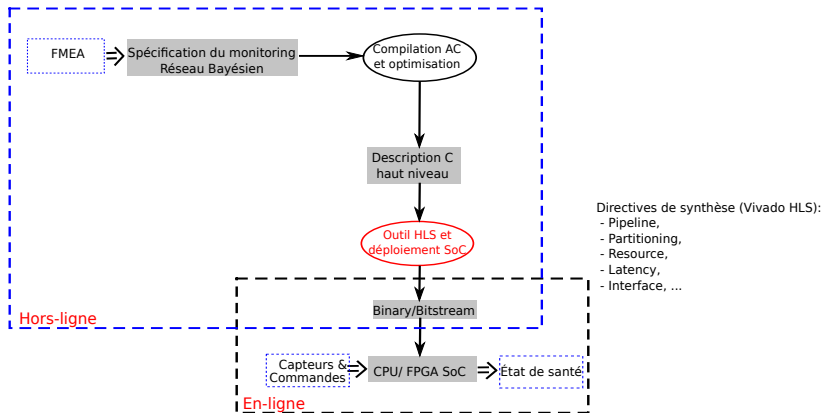 FMEA
Spécification du monitoring
Réseau Bayésien
Compilation AC
et optimisation
Description C
haut niveau
Outil HLS et
déploiement SoC
Directives de synthèse (Vivado HLS):
- Pipeline,
- Partitioning,
- Resource,
- Latency,
- Interface, ...
Binary/Bitstream
Hors-ligne
Capteurs &
Commandes
CPU/ FPGA SoC
État de santé
En-ligne